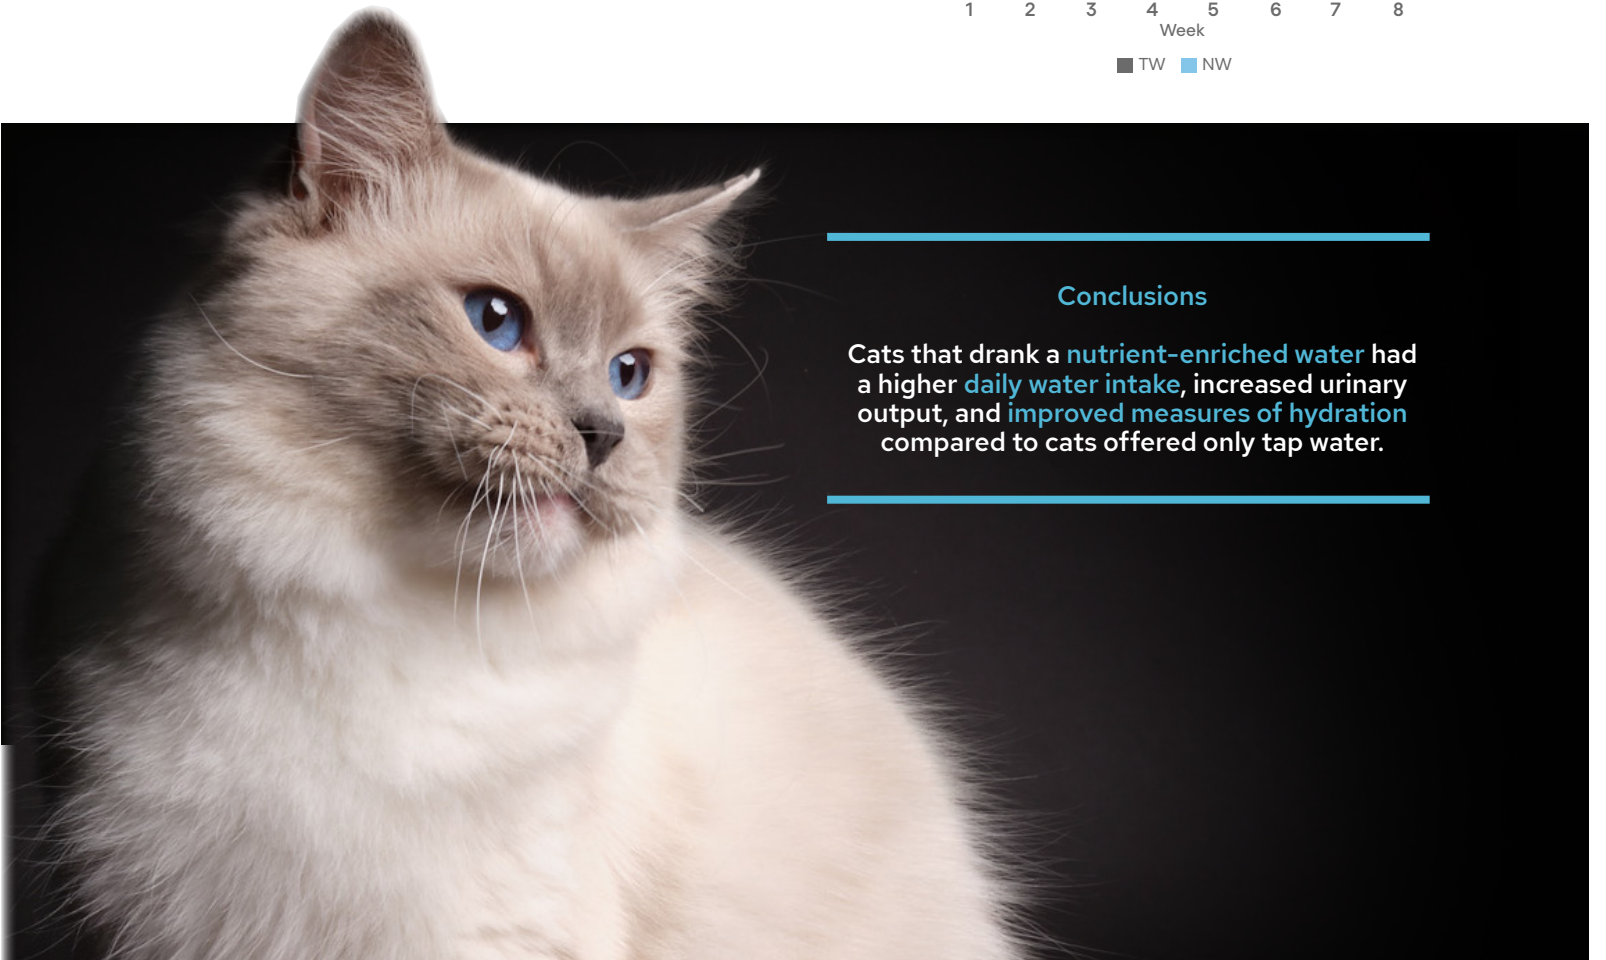 1 2 3 4 5 6 7 8
Week
TW NW
Conclusions
Cats that drank a nutrient-enriched water had
a higher daily water intake, increased urinary
output, and improved measures of hydration
compared to cats offered only tap water.